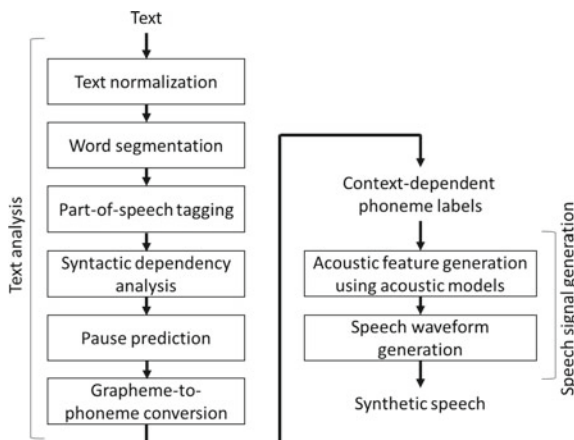 Text
Text normalization
Word segmentation
Part-of-speech tagging
Syntactic dependency
analysis
Pause prediction
Grapheme-to-
phoneme conversion
Text analysis
Context-dependent
phoneme labels
Acoustic feature generation
using acoustic models
Speech waveform
generation
Synthetic speech
Speech signal generation